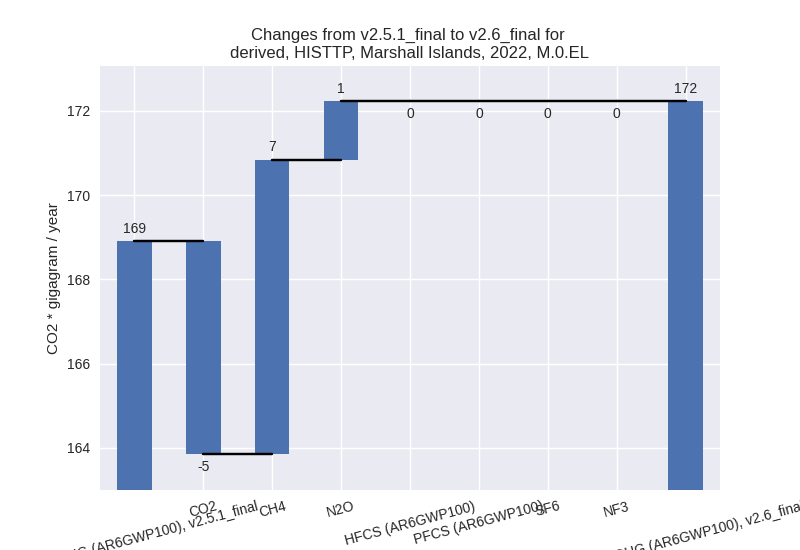 Changes from v2.5.1_final to v2.6_final for
derived, HISTTP, Marshall Islands, 2022, M.0.EL
CO2 * gigagram / year
172
170
168
166
164
169
-5
7
1
0
0
0
0
172
(AR6GWP100), v2.5.1_final
CO2
CH4
N2O
HFCS (AR6GWP100)
PFCS (AR6GWP100)
SF6
NF3
(AR6GWP100), v2.6_final